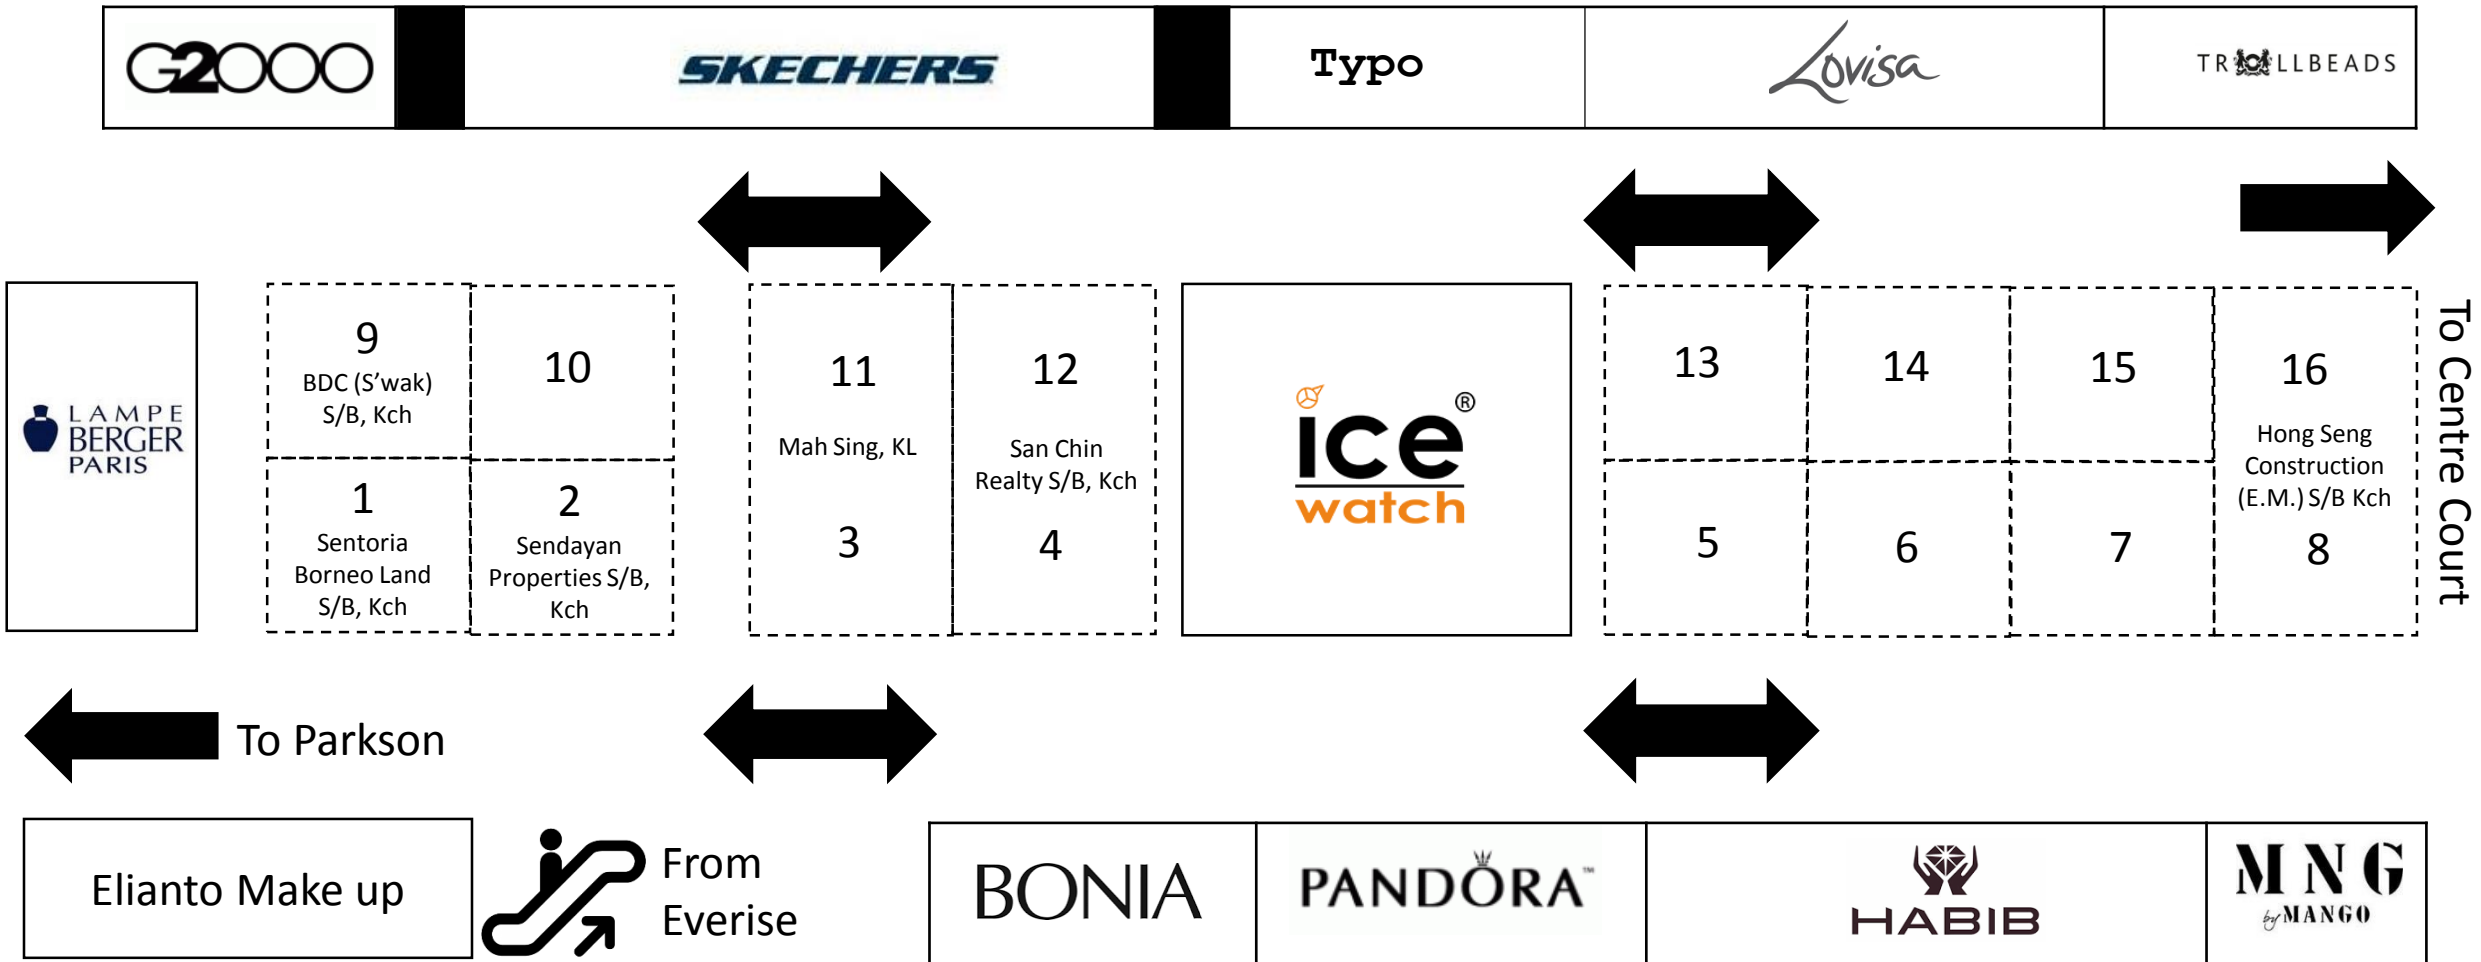 G2000
SKECHERS
Typo
Lovisa
TROLLBEADS
LAMPE
BERGER
PARIS
9
BDC (S’wak)
S/B, Kch
10
1
Sentoria
Borneo Land
S/B, Kch
2
Sendayan
Properties S/B,
Kch
11
Mah Sing, KL
3
12
San Chin
Realty S/B, Kch
4
ice®
watch
13
14
15
16
Hong Seng
Construction
(E.M.) S/B Kch
5
6
7
8
To Centre Court
To Parkson
Elianto Make up
From
Everise
BONIA
PANDORA™
HABIB
MNG
by MANGO